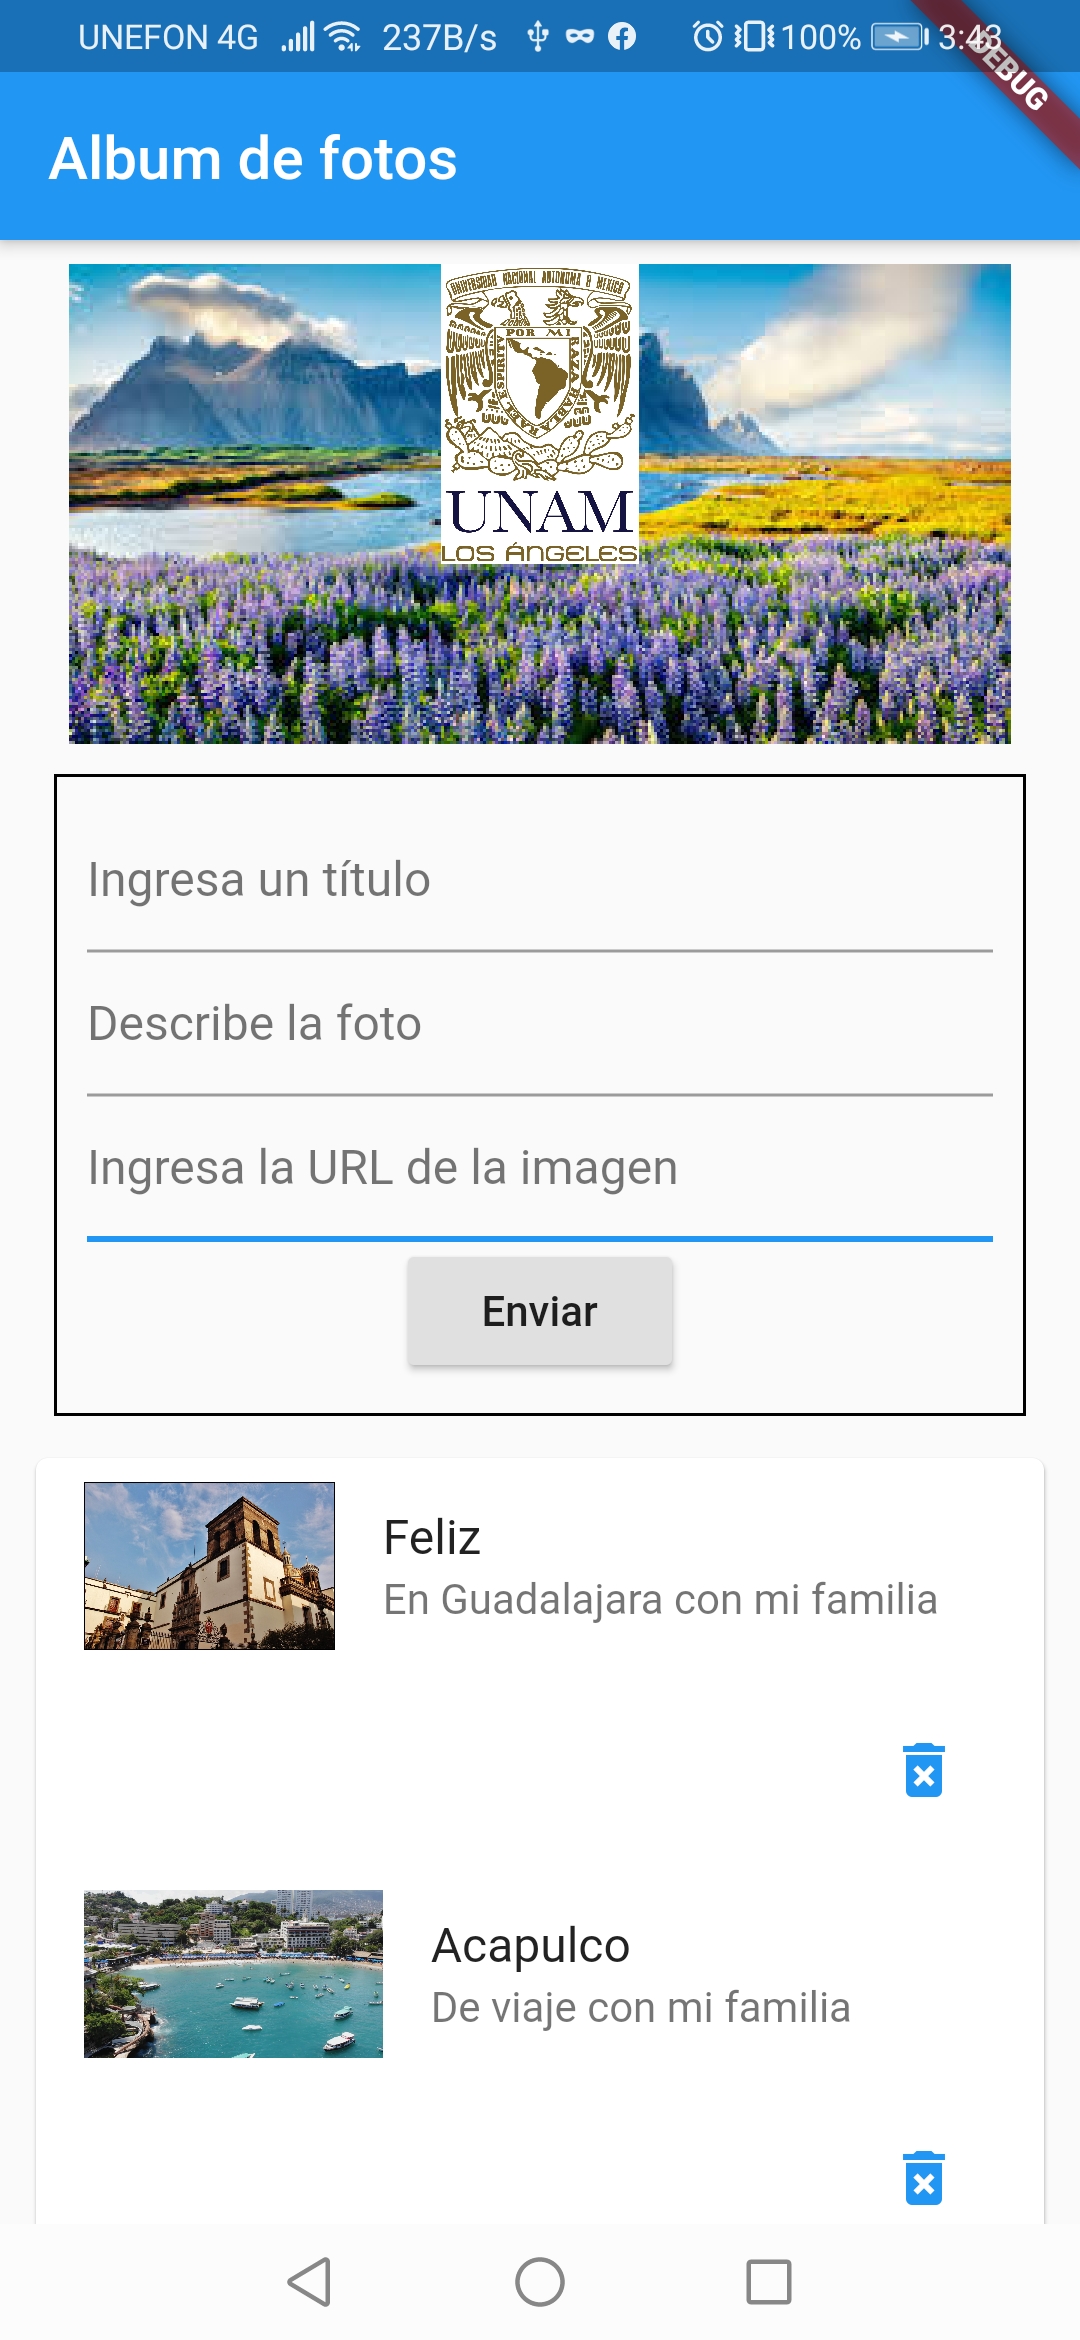 UNEFON 4G 237B/s 100% 3:43
DEBUG
Album de fotos
UNIVERSIDAD NACIONAL AUTONOMA D MEXICO
POR MI RAZA HABLARA EL ESPIRITU
UNAM
LOS ÁNGELES
Ingresa un título
Describe la foto
Ingresa la URL de la imagen
Enviar
Feliz
En Guadalajara con mi familia
Acapulco
De viaje con mi familia